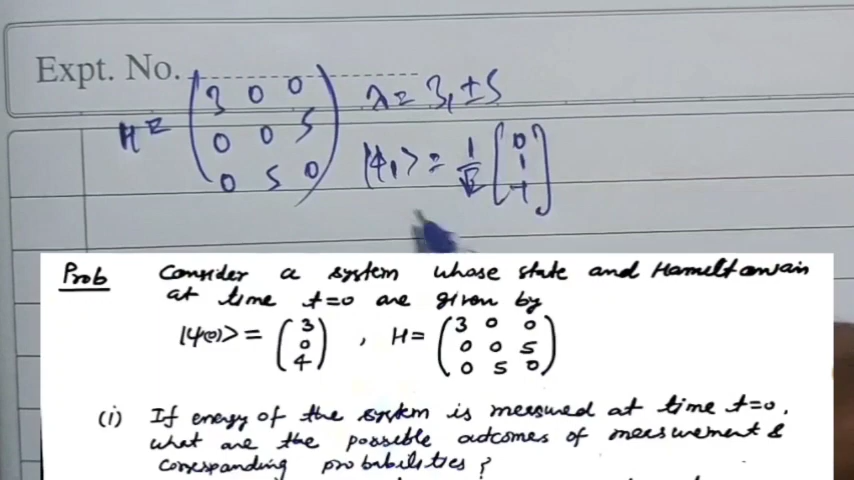 Expt. No.
H = (3 0 0 λ = 3, ± 5
0 0 5
0 5 0) |ψ₁> = 1/√2 [0 1 -1]
Prob Consider a system whose state and Hamiltonian
at time t=0 are given by
|ψ(0)> = (3 0 4) , H = (3 0 0
0 0 5
0 5 0)
(i) If energy of the system is measured at time t=0,
what are the possible outcomes of measurement &
corresponding probabilities ?